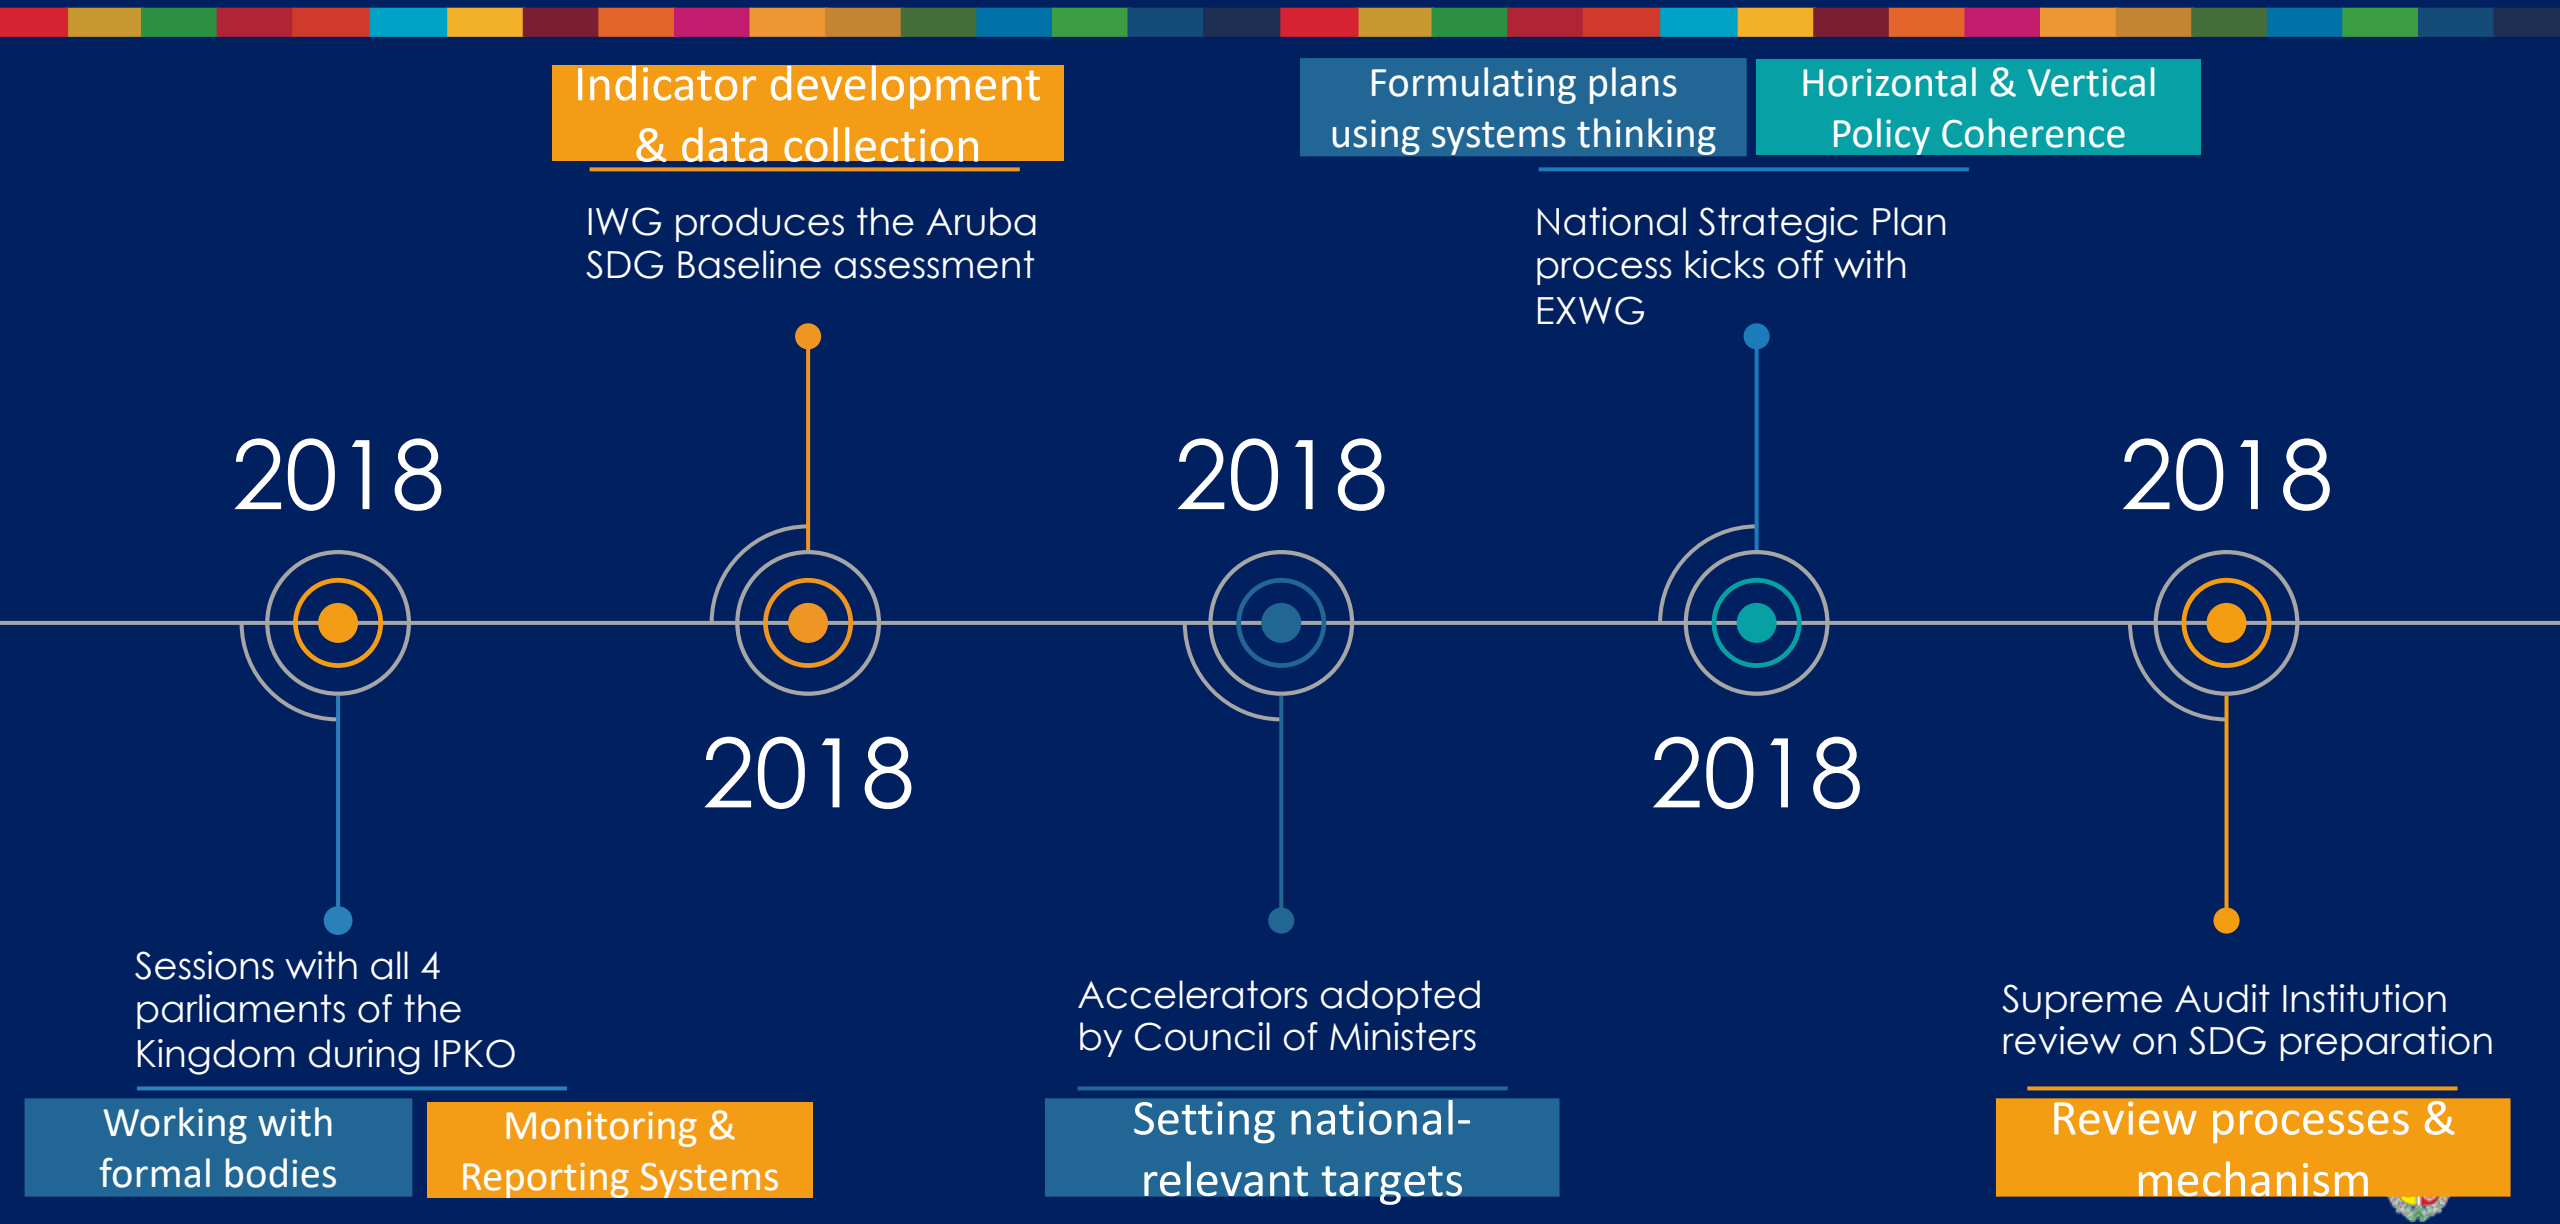 Indicator development
& data collection
IWG produces the Aruba
SDG Baseline assessment
Formulating plans
using systems thinking
Horizontal & Vertical
Policy Coherence
National Strategic Plan
process kicks off with
EXWG
2018
2018
2018
2018
2018
Sessions with all 4
parliaments of the
Kingdom during IPKO
Working with
formal bodies
Monitoring &
Reporting Systems
Accelerators adopted
by Council of Ministers
Setting national-
relevant targets
Supreme Audit Institution
review on SDG preparation
Review processes &
mechanism